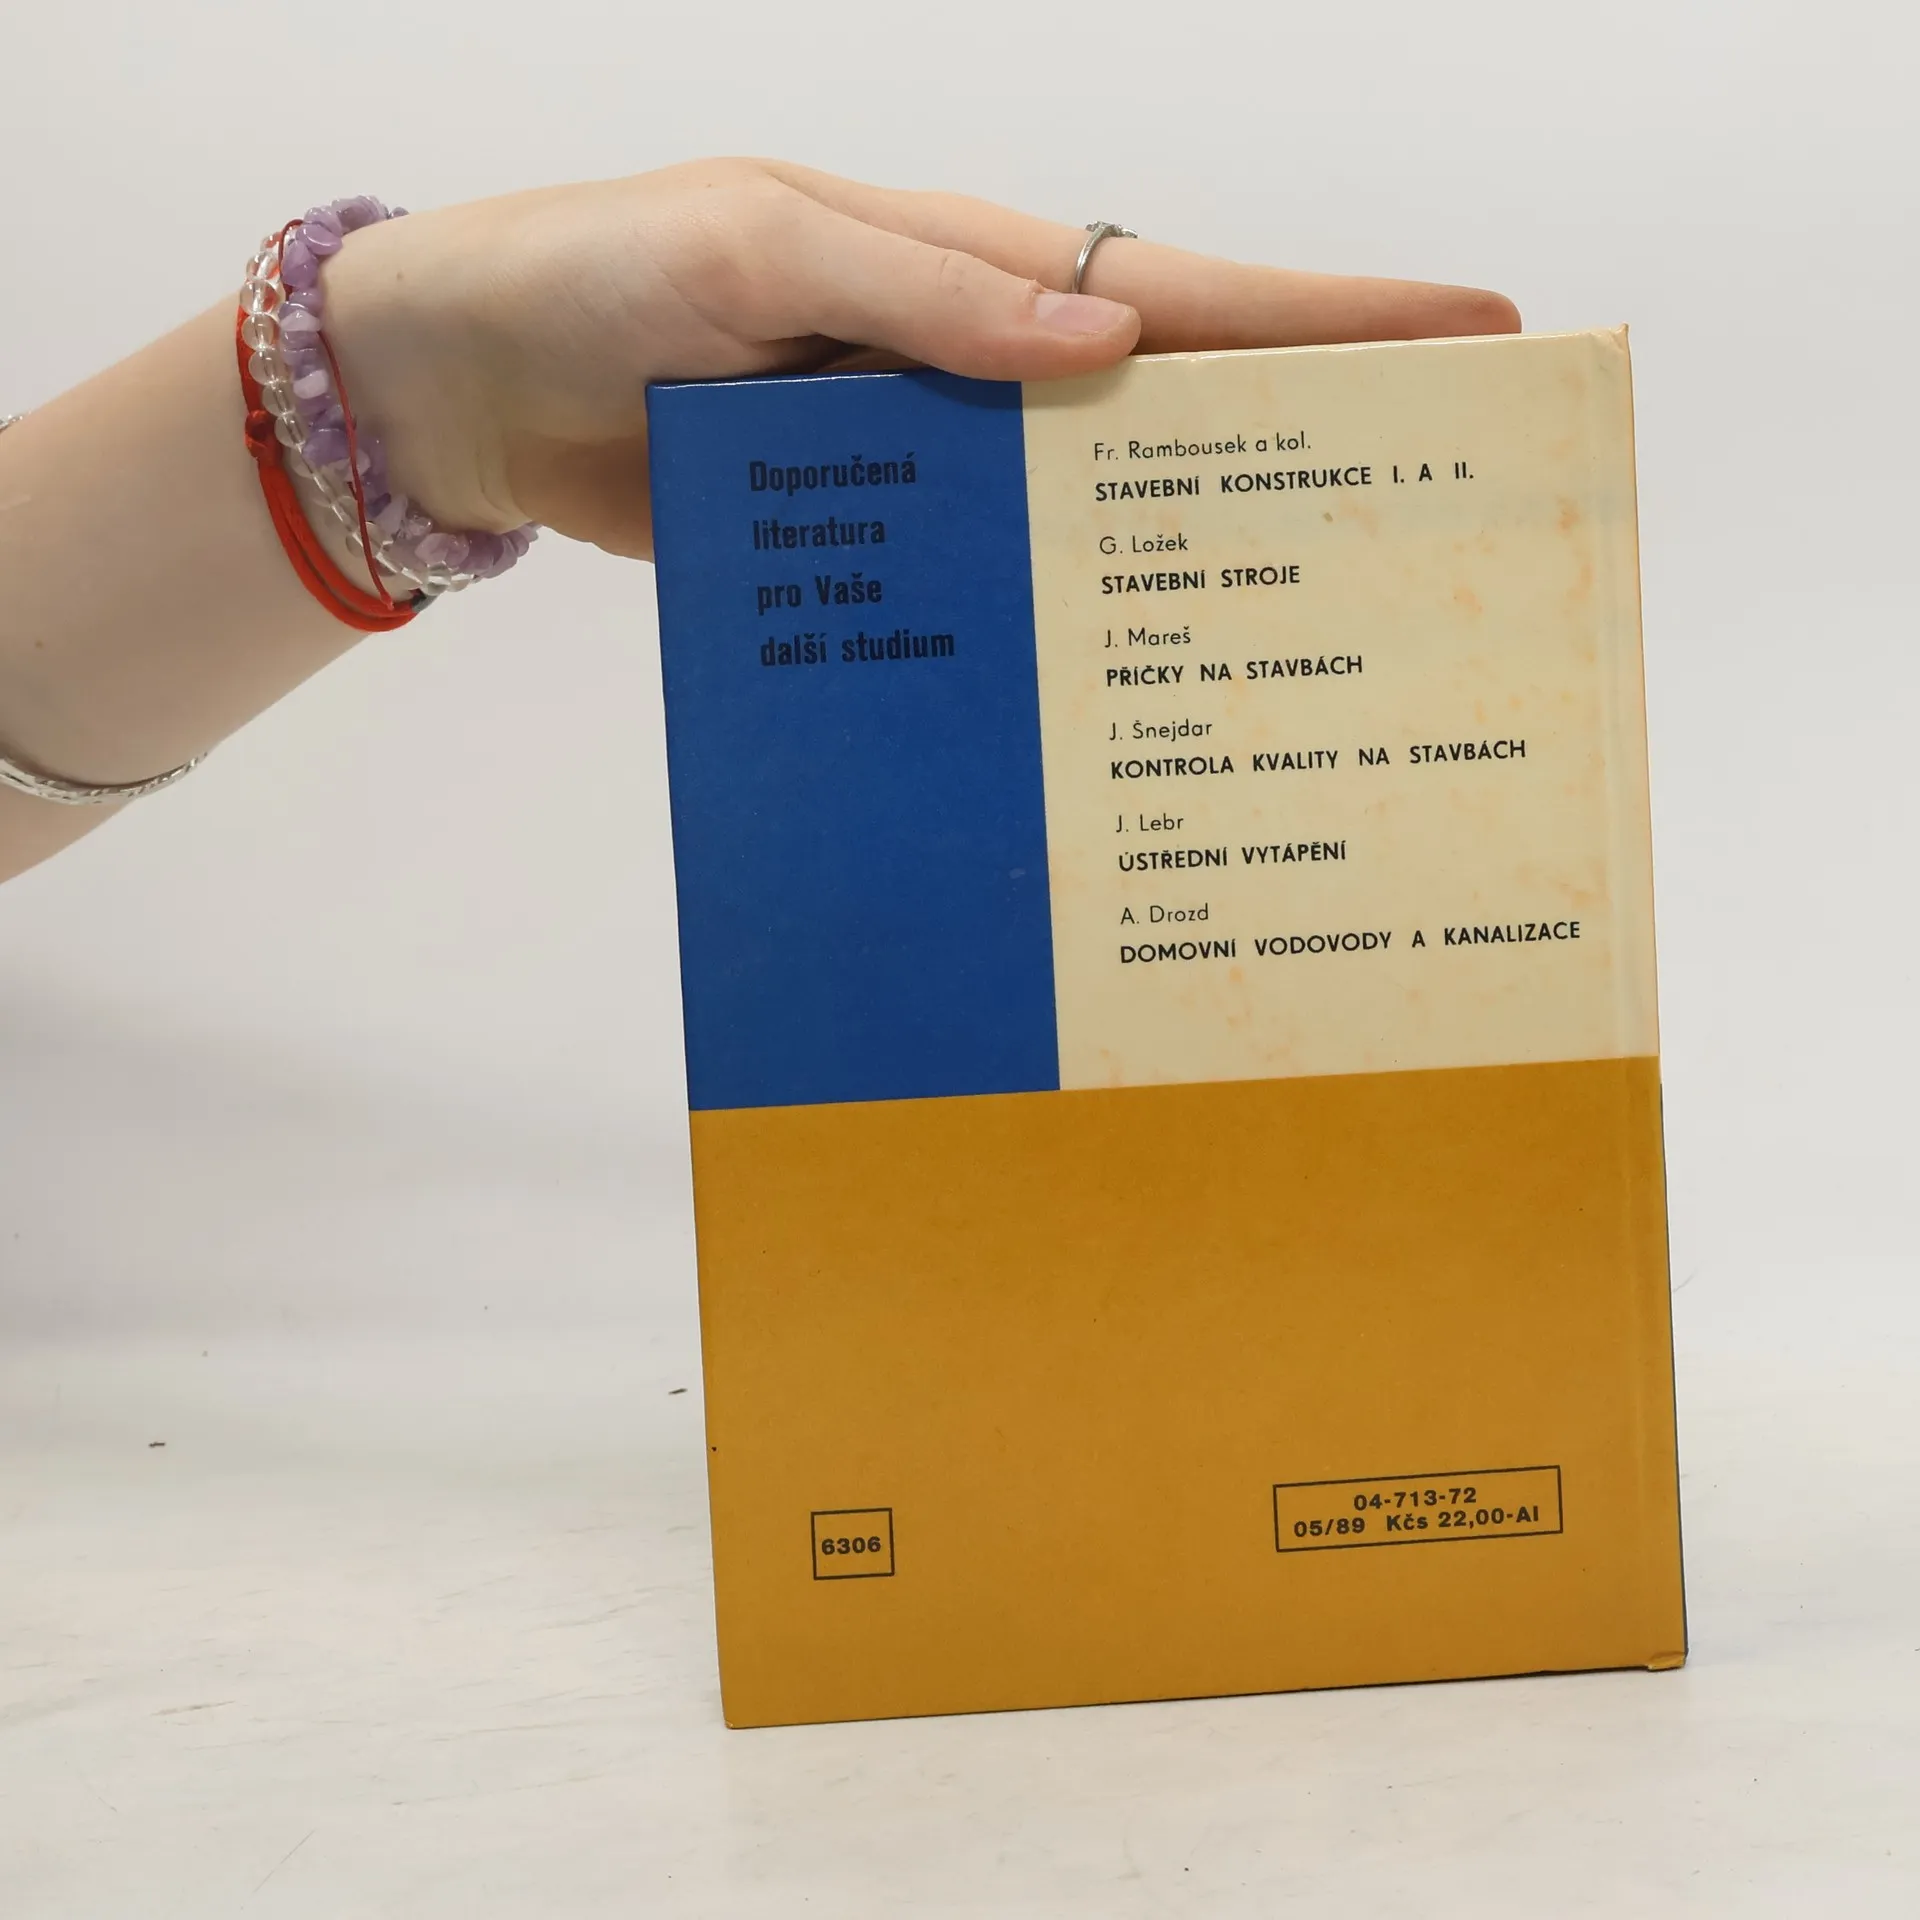 Doporučená
literatura
pro Vaše
další studium
Fr. Rambousek a kol.
STAVEBNÍ KONSTRUKCE I. A II.
G. Ložek
STAVEBNÍ STROJE
J. Mareš
PŘÍČKY NA STAVBÁCH
J. Šnejdar
KONTROLA KVALITY NA STAVBÁCH
J. Lebr
ÚSTŘEDNÍ VYTÁPĚNÍ
A. Drozd
DOMOVNÍ VODOVODY A KANALIZACE
6306
04-713-72
05/89 Kčs 22,00-AI